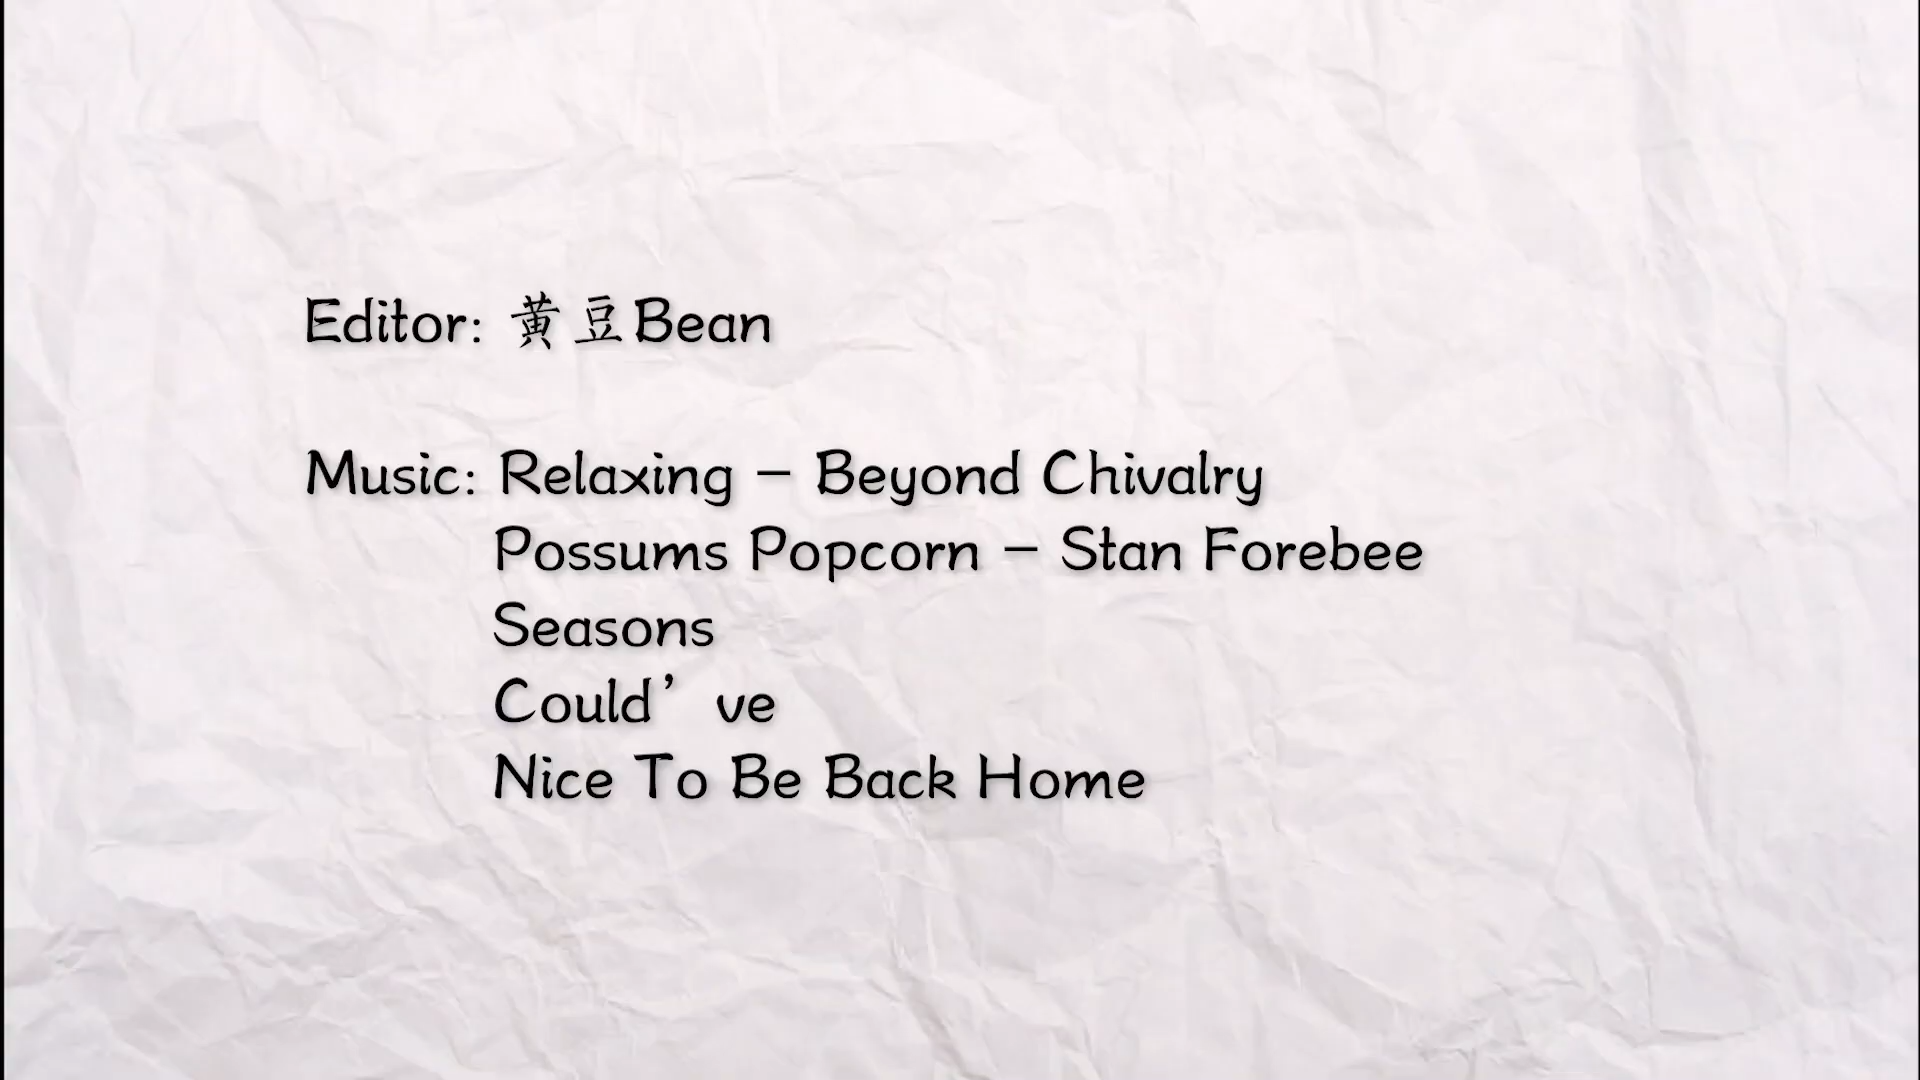 Editor: 黄豆Bean
Music: Relaxing – Beyond Chivalry
Possums Popcorn – Stan Forebee
Seasons
Could’ve
Nice To Be Back Home